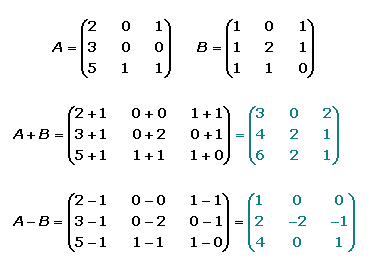 A = (2 0 1 B = (1 0 1
3 0 0 1 2 1
5 1 1) 1 1 0)
A + B = (2 + 1 0 + 0 1 + 1 = (3 0 2
3 + 1 0 + 2 0 + 1 4 2 1
5 + 1 1 + 1 1 + 0) 6 2 1)
A − B = (2 − 1 0 − 0 1 − 1 = (1 0 0
3 − 1 0 − 2 0 − 1 2 −2 −1
5 − 1 1 − 1 1 − 0) 4 0 1)